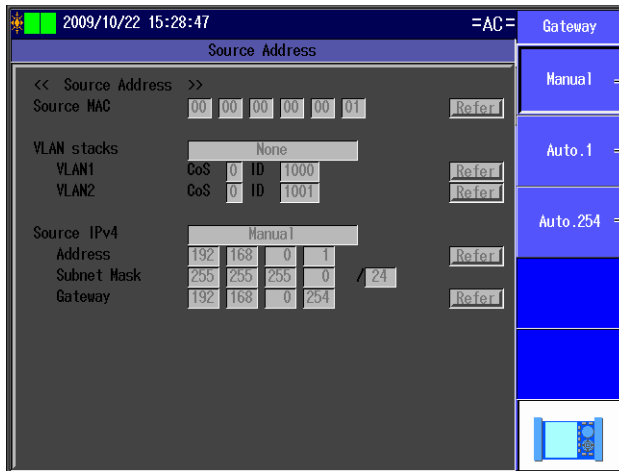 2009/10/22 15:28:47 =AC= Gateway
Source Address
<< Source Address >>
Source MAC 00 00 00 00 00 01 Refer
VLAN stacks None
VLAN1 CoS 0 ID 1000 Refer
VLAN2 CoS 0 ID 1001 Refer
Source IPv4 Manual
Address 192 168 0 1 Refer
Subnet Mask 255 255 255 0 / 24
Gateway 192 168 0 254 Refer
Manual
Auto.1
Auto.254